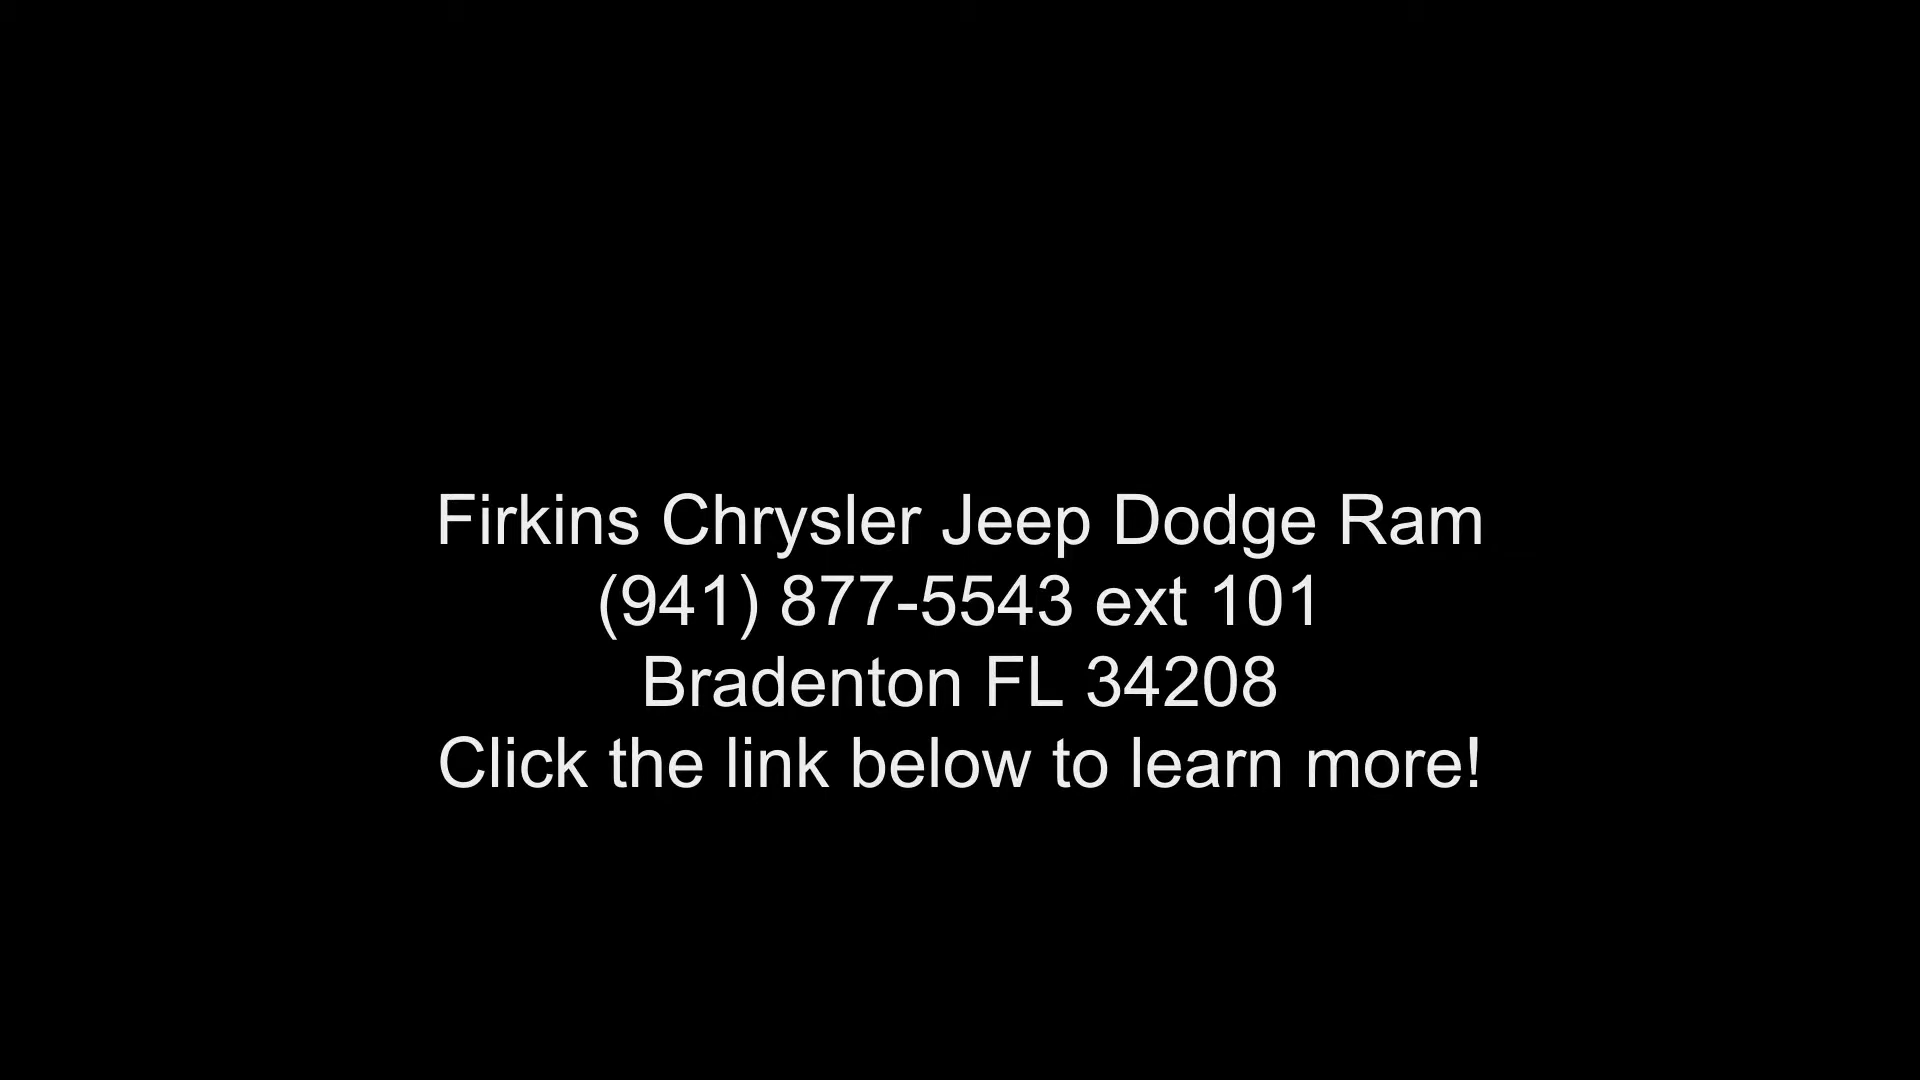 Firkins Chrysler Jeep Dodge Ram
(941) 877-5543 ext 101
Bradenton FL 34208
Click the link below to learn more!